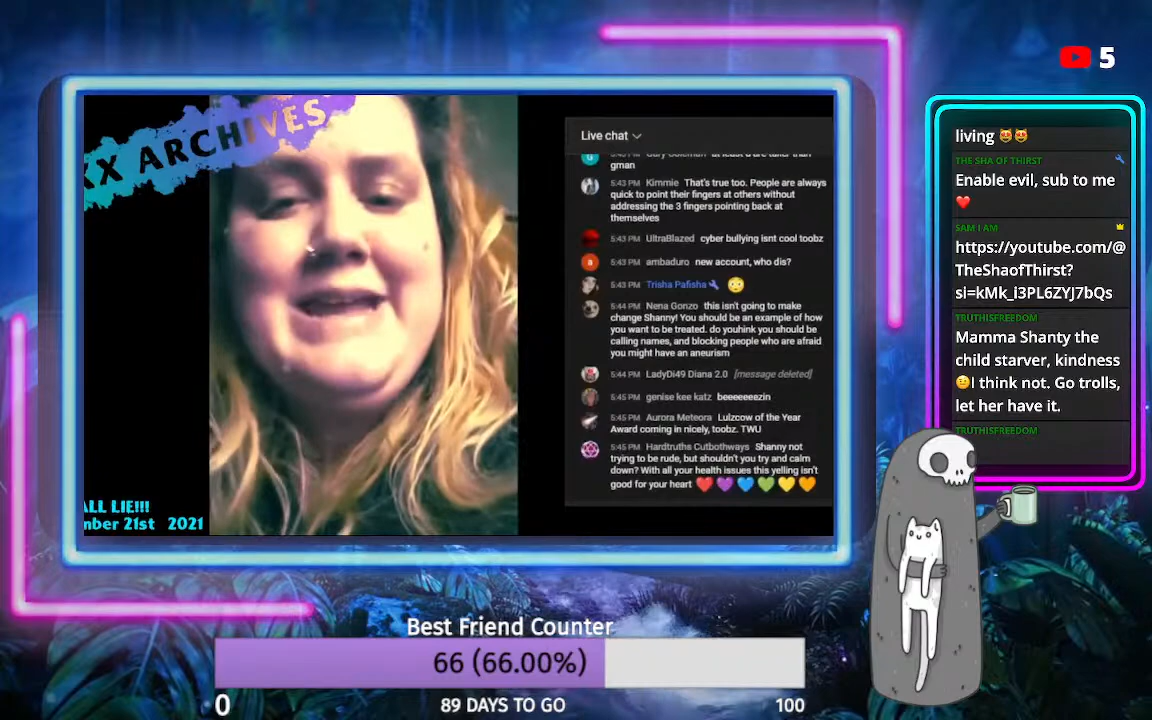 XX ARCHIVES
ALL LIE!!!
mber 21st 2021
Live chat
gman
5:43 PM Kimmie That's true too. People are always
quick to point their fingers at others without
addressing the 3 fingers pointing back at
themselves
5:43 PM UltraBlazed cyber bullying isnt cool toobz
a
5:43 PM ambaduro new account, who dis?
5:43 PM Trisha Pafisha
5:44 PM Nena Gonzo this isn't going to make
change Shanny! You should be an example of how
you want to be treated. do youhink you should be
calling names, and blocking people who are afraid
you might have an aneurism
5:44 PM LadyDi49 Diana 2.0 [message deleted]
5:45 PM genise kee katz beeeeeeezin
5:45 PM Aurora Meteora Lulzcow of the Year
Award coming in nicely, toobz. TWU
5:45 PM Hardtruths Cutbothways Shanny not
trying to be rude, but shouldn't you try and calm
down? With all your health issues this yelling isn't
good for your heart ❤️💜💙💚💛🧡
5
living 😻😻
THE SHA OF THIRST
Enable evil, sub to me
❤️
SAM I AM
https://youtube.com/@
TheShaofThirst?
si=kMk_i3PL6ZYJ7bQs
TRUTHISFREEDOM
Mamma Shanty the
child starver, kindness
I think not. Go trolls,
let her have it.
TRUTHISFREEDOM
Best Friend Counter
66 (66.00%)
0
89 DAYS TO GO
100